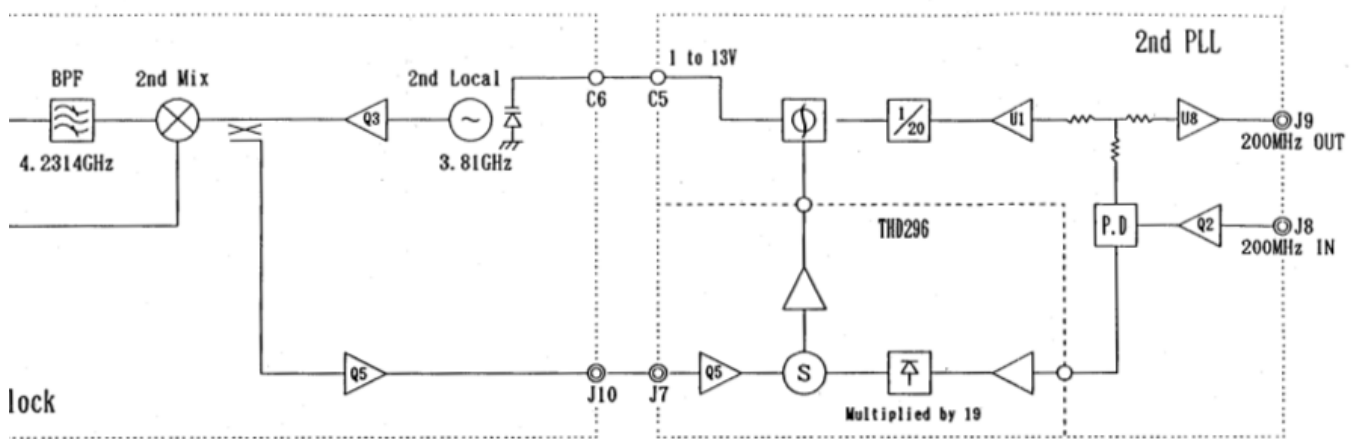 2nd PLL
1 to 13V
BPF
2nd Mix
2nd Local
C6
C5
Q3
~
1
20
U1
U8
J9
200MHz OUT
4.2314GHz
3.81GHz
THD296
P.D
Q2
J8
200MHz IN
Q5
J10
J7
Q5
S
lock
Multiplied by 19